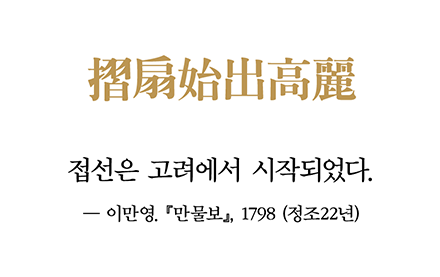 摺扇始出高麗
접선은 고려에서 시작되었다.
— 이만영. 『만물보』, 1798 (정조22년)